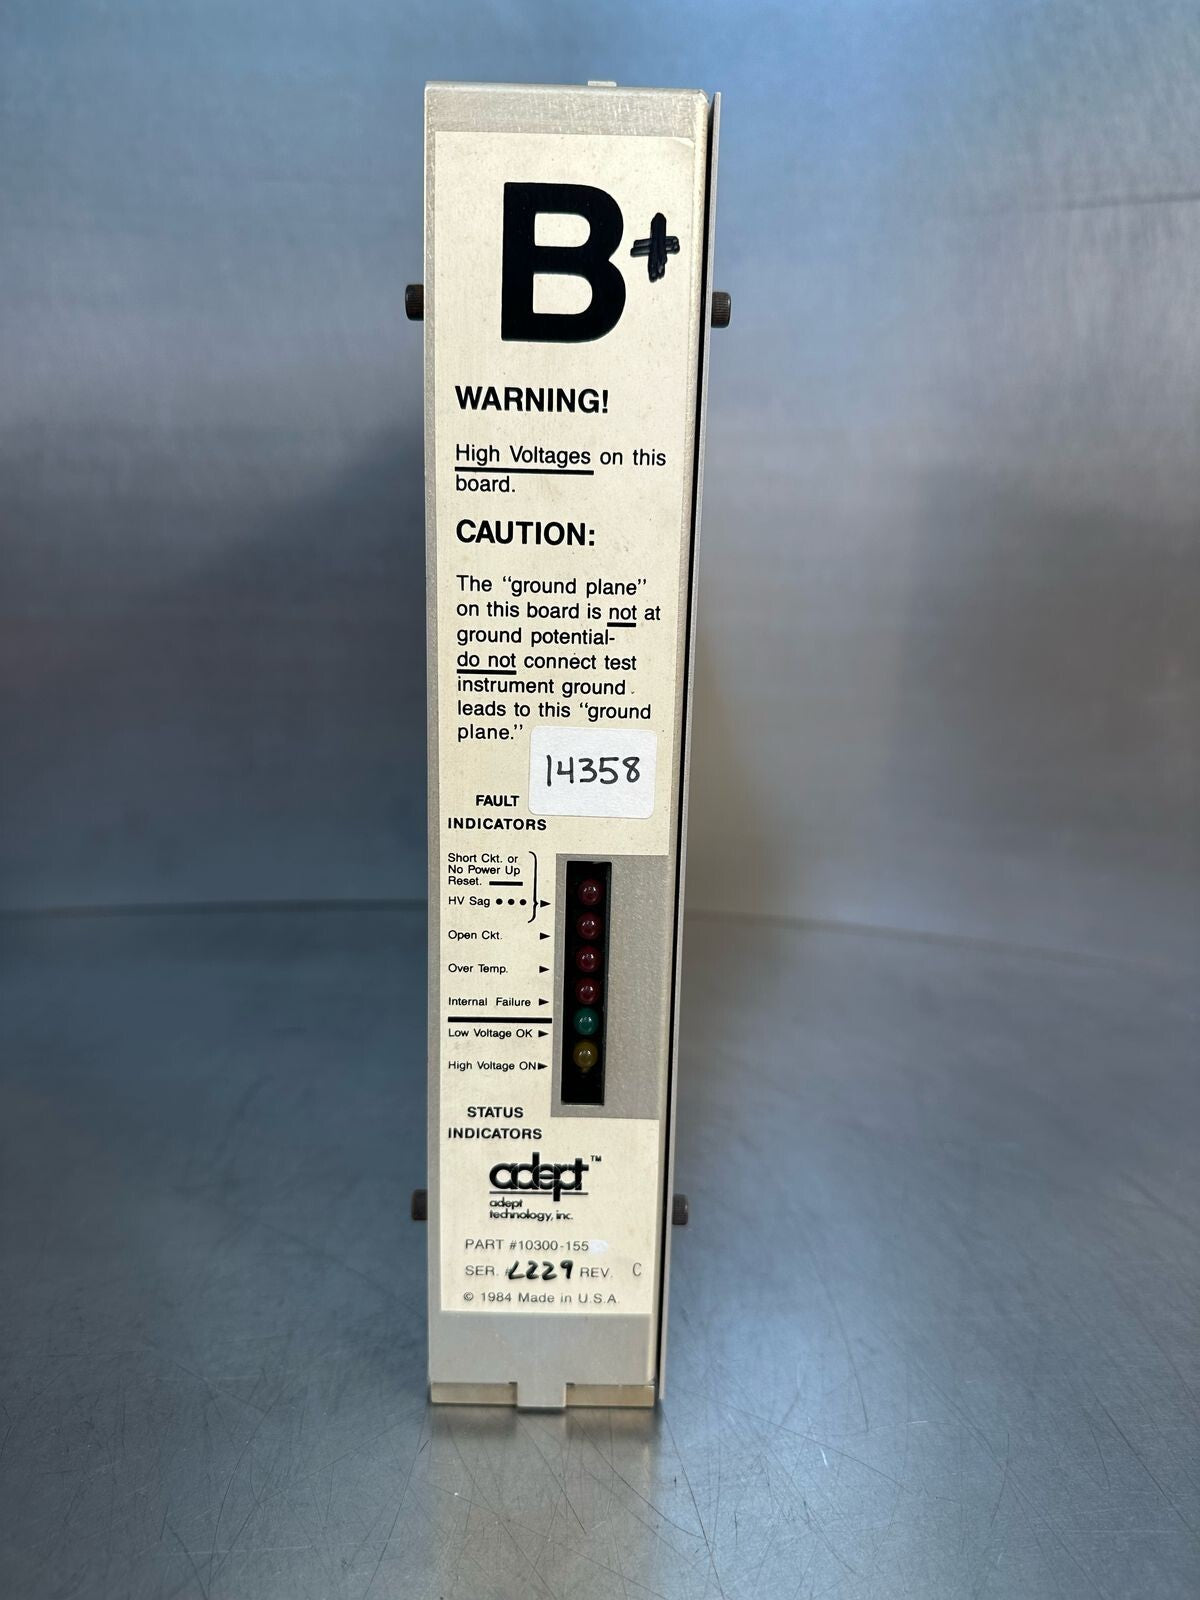 B+
WARNING!
High Voltages on this
board.
CAUTION:
The “ground plane”
on this board is not at
ground potential-
do not connect test
instrument ground
leads to this “ground
plane.”
14358
FAULT
INDICATORS
Short Ckt. or
No Power Up
Reset.
HV Sag
Open Ckt.
Over Temp.
Internal Failure
Low Voltage OK
High Voltage ON
STATUS
INDICATORS
adept™
adept
technology, inc.
PART #10300-155
SER. #L229 REV. C
© 1984 Made in U.S.A.